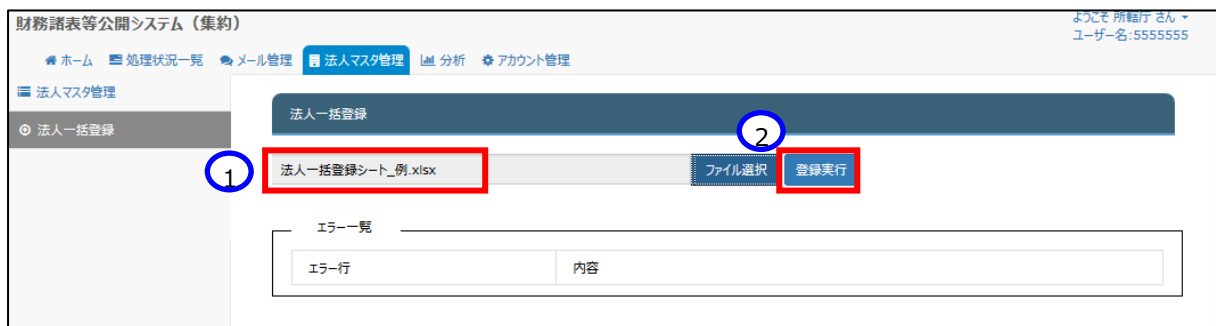 財務諸表等公開システム（集約）
ようこそ 所轄庁 さん
ユーザー名:5555555
ホーム 処理状況一覧 メール管理 法人マスタ管理 分析 アカウント管理
法人マスタ管理
法人一括登録
法人一括登録
2
1
法人一括登録シート_例.xlsx ファイル選択 登録実行
エラー一覧
エラー行 内容